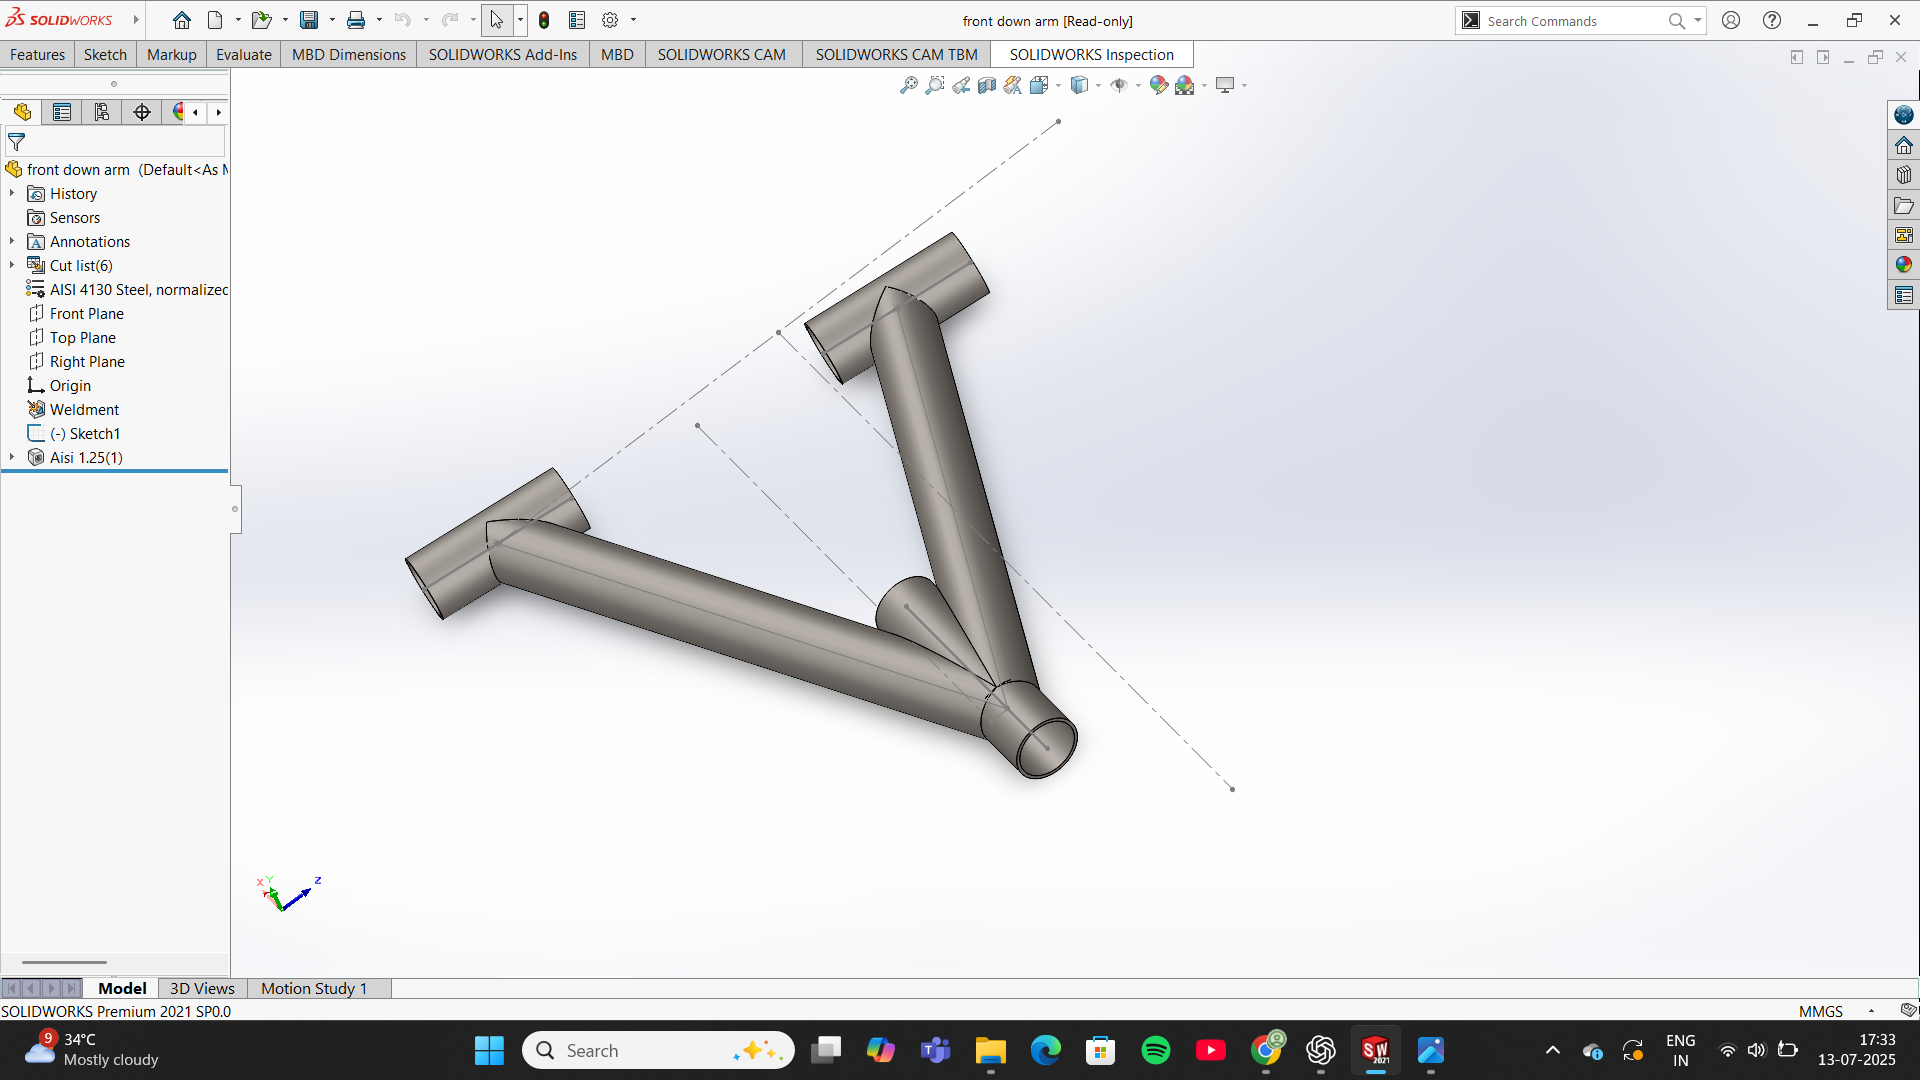 SOLIDWORKS
front down arm [Read-only]
Search Commands
Features
Sketch
Markup
Evaluate
MBD Dimensions
SOLIDWORKS Add-Ins
MBD
SOLIDWORKS CAM
SOLIDWORKS CAM TBM
SOLIDWORKS Inspection
front down arm (Default<As M
History
Sensors
A
Annotations
Cut list(6)
AISI 4130 Steel, normalized
Front Plane
Top Plane
Right Plane
Origin
Weldment
(-) Sketch1
Aisi 1.25(1)
X
Y
Z
Model
3D Views
Motion Study 1
SOLIDWORKS Premium 2021 SP0.0
MMGS
9
34°C
Mostly cloudy
Search
T
SW
2021
ENG
IN
17:33
13-07-2025